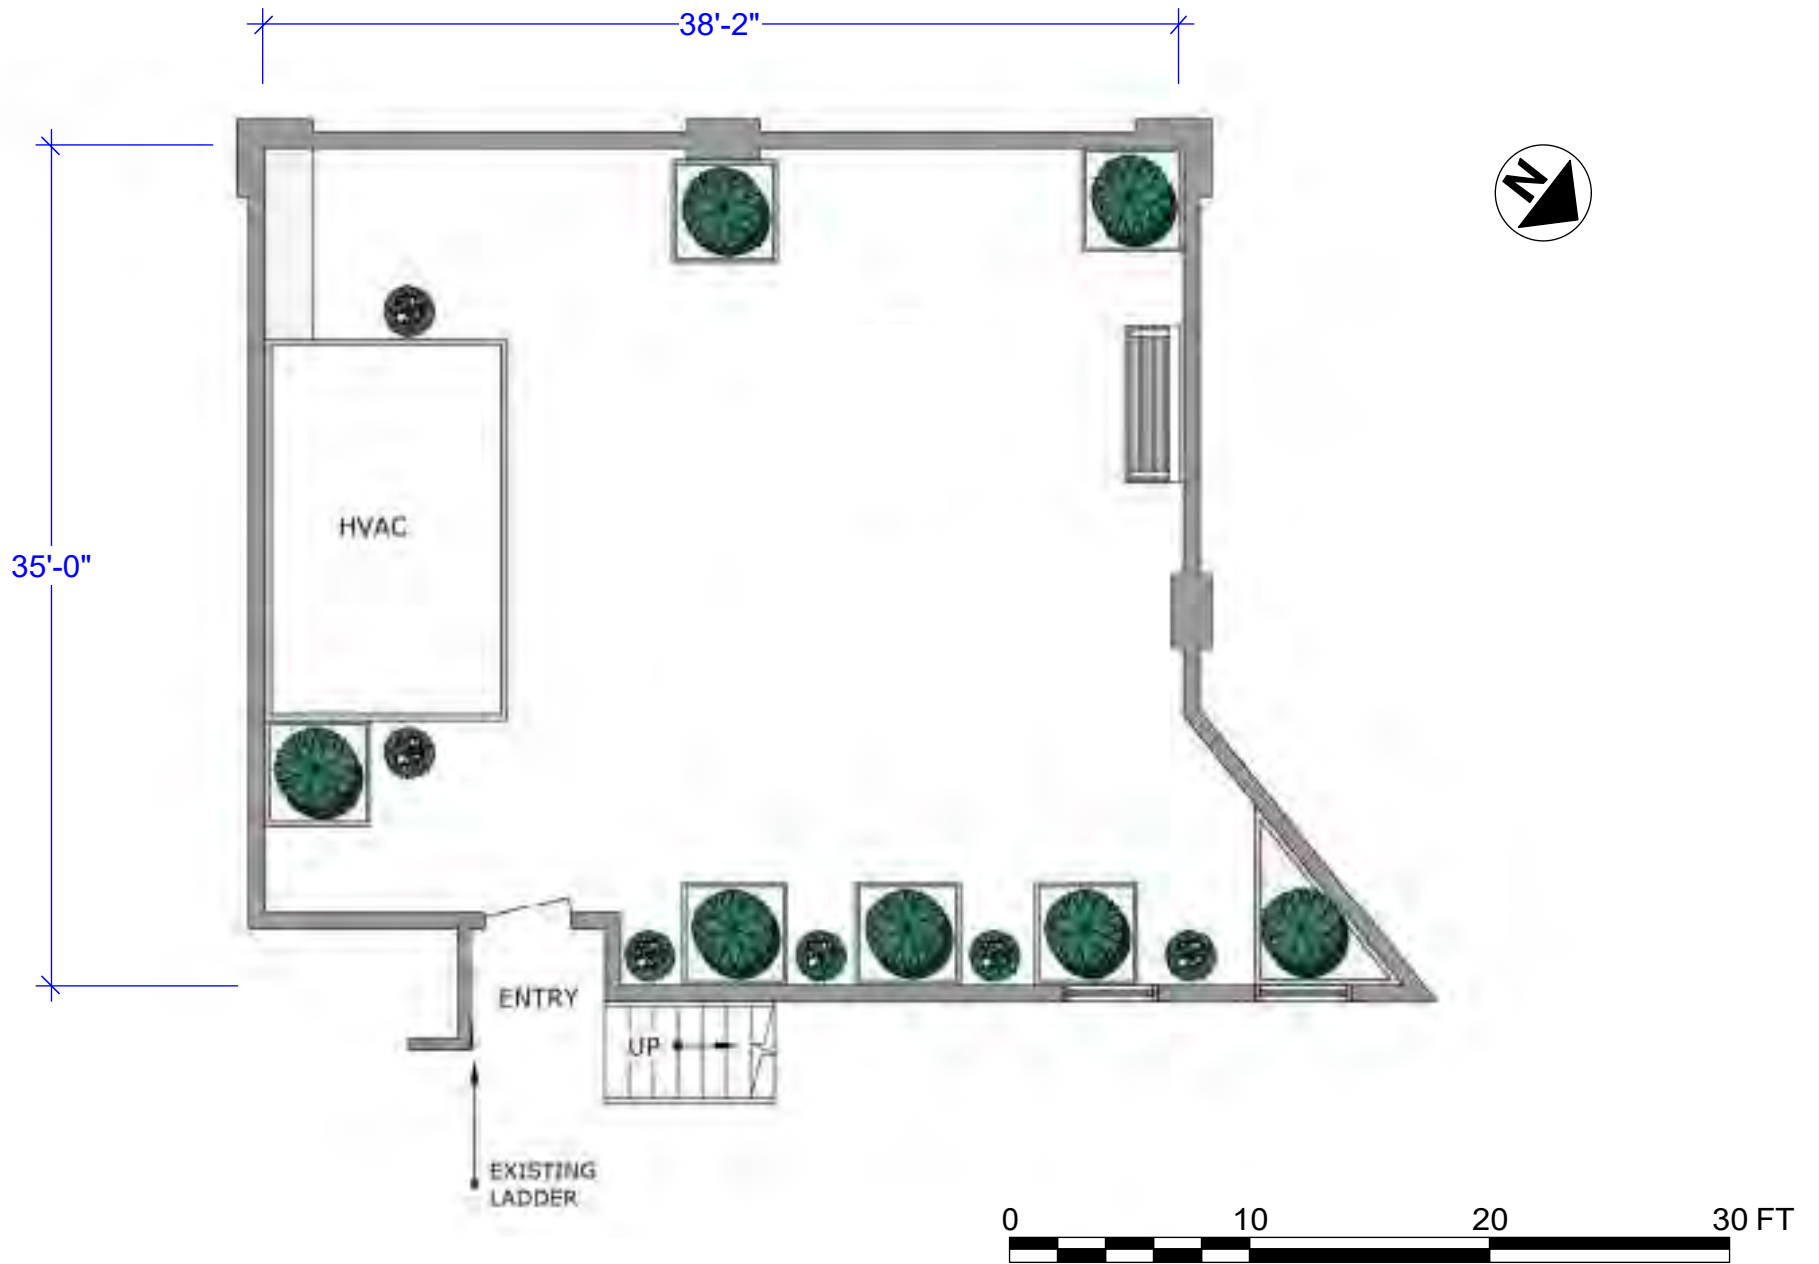 38'-2"
N
HVAC
35'-0"
ENTRY
UP
EXISTING
LADDER
0 10 20 30 FT